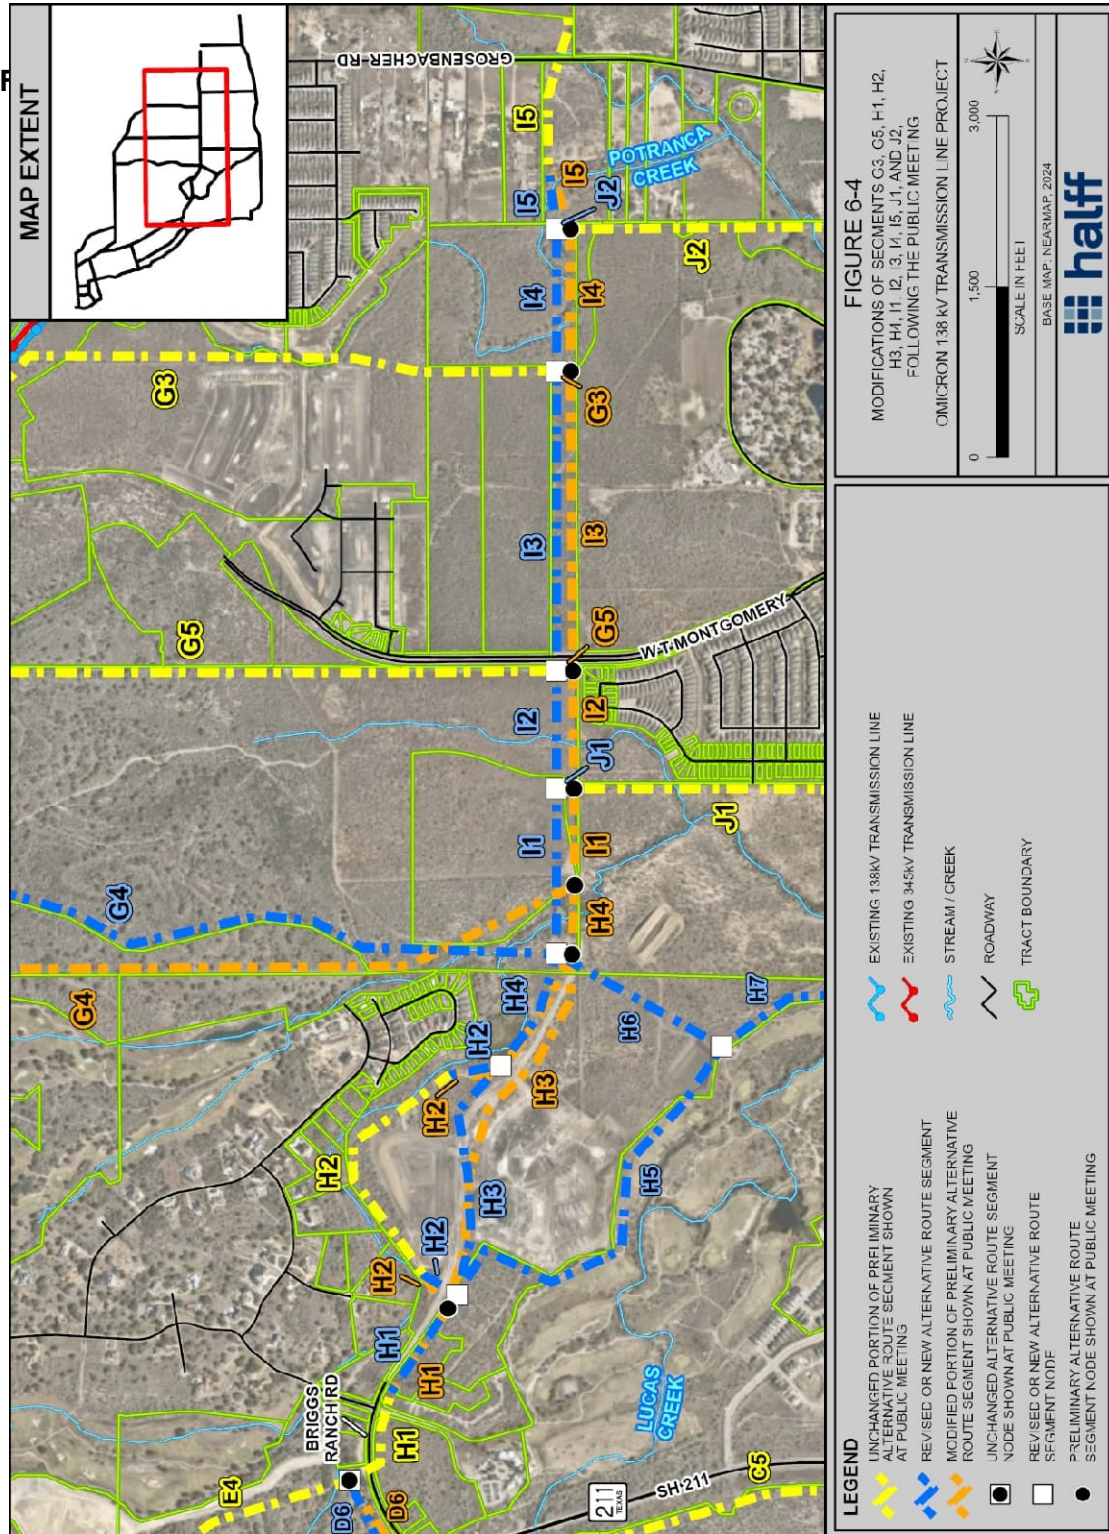 F
MAP EXTENT
GROSENBACHER RD
I5
I5
I5
POTRANCA
CREEK
J2
J2
I4
I4
G3
G3
I3
I3
G5
G5
W T MONTGOMERY
I2
I2
J1
J1
I1
I1
G4
G4
H4
H4
H7
H6
H2
H2
H3
H2
H3
H5
H2
H2
H1
H1
BRIGGS
RANCH RD
H1
LUCAS
CREEK
E4
D6
D6
211
TEXAS
SH 211
C5
FIGURE 6-4
MODIFICATIONS OF SEGMENTS G3, G5, H1, H2,
H3, H4, I1, I2, I3, I4, I5, J1, AND J2,
FOLLOWING THE PUBLIC MEETING
OMICRON 138 kV TRANSMISSION LINE PROJECT
0 1,500 3,000
SCALE IN FEET
N
BASE MAP: NEARMAP, 2024
halff
LEGEND
UNCHANGED PORTION OF PRELIMINARY
ALTERNATIVE ROUTE SEGMENT SHOWN
AT PUBLIC MEETING
REVISED OR NEW ALTERNATIVE ROUTE SEGMENT
MODIFIED PORTION OF PRELIMINARY ALTERNATIVE
ROUTE SEGMENT SHOWN AT PUBLIC MEETING
UNCHANGED ALTERNATIVE ROUTE SEGMENT
NODE SHOWN AT PUBLIC MEETING
REVISED OR NEW ALTERNATIVE ROUTE
SEGMENT NODE
PRELIMINARY ALTERNATIVE ROUTE
SEGMENT NODE SHOWN AT PUBLIC MEETING
EXISTING 138kV TRANSMISSION LINE
EXISTING 345kV TRANSMISSION LINE
STREAM / CREEK
ROADWAY
TRACT BOUNDARY